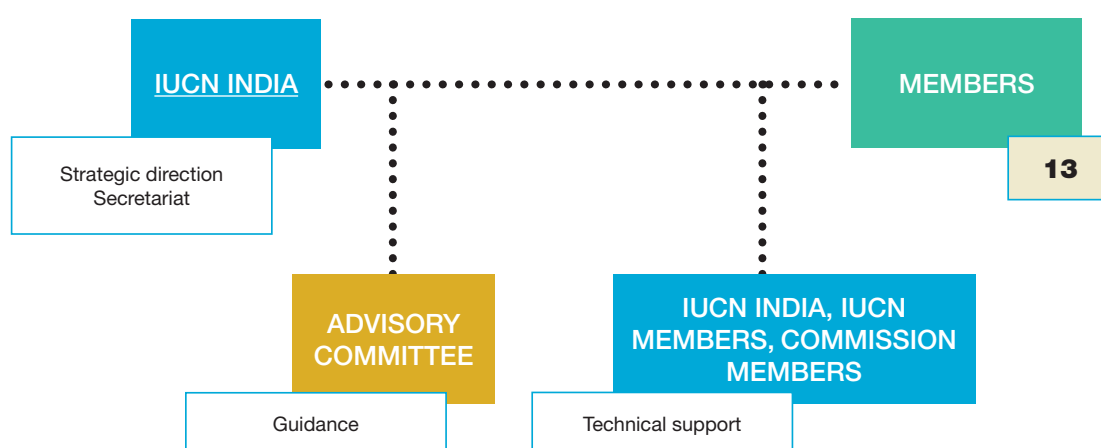 IUCN INDIA
MEMBERS
Strategic direction
Secretariat
13
ADVISORY
COMMITTEE
IUCN INDIA, IUCN
MEMBERS, COMMISSION
MEMBERS
Guidance
Technical support